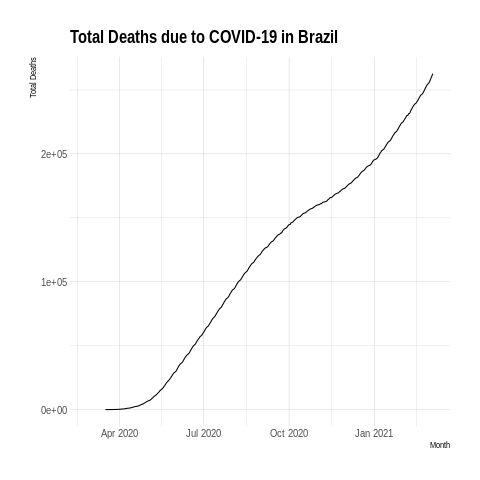 Total Deaths due to COVID-19 in Brazil
Total Deaths
2e+05
1e+05
0e+00
Apr 2020
Jul 2020
Oct 2020
Jan 2021
Month